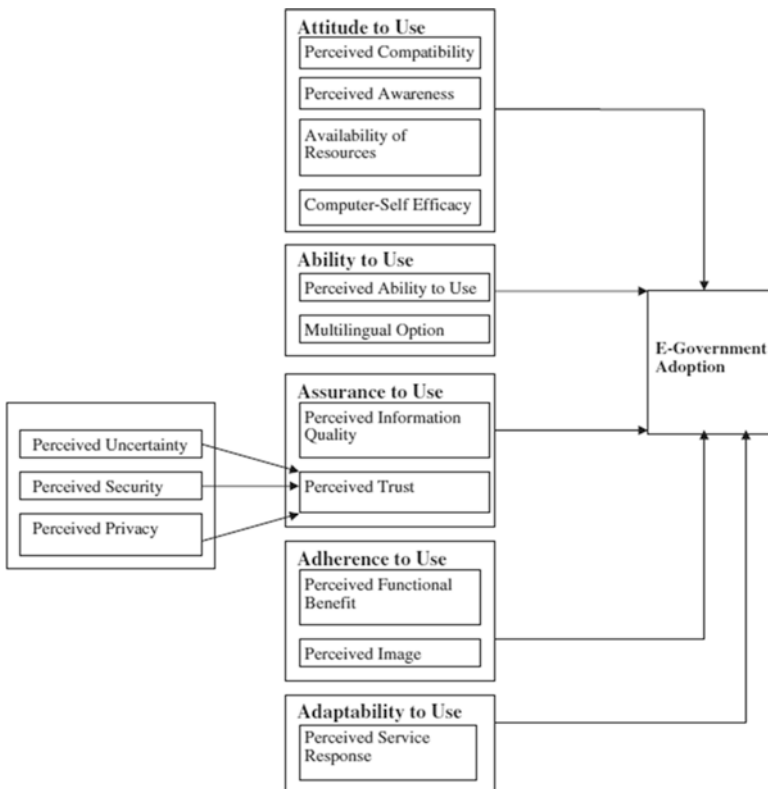 Attitude to Use
Perceived Compatibility
Perceived Awareness
Availability of
Resources
Computer-Self Efficacy
Ability to Use
Perceived Ability to Use
Multilingual Option
E-Government
Adoption
Assurance to Use
Perceived Information
Quality
Perceived Trust
Perceived Uncertainty
Perceived Security
Perceived Privacy
Adherence to Use
Perceived Functional
Benefit
Perceived Image
Adaptability to Use
Perceived Service
Response